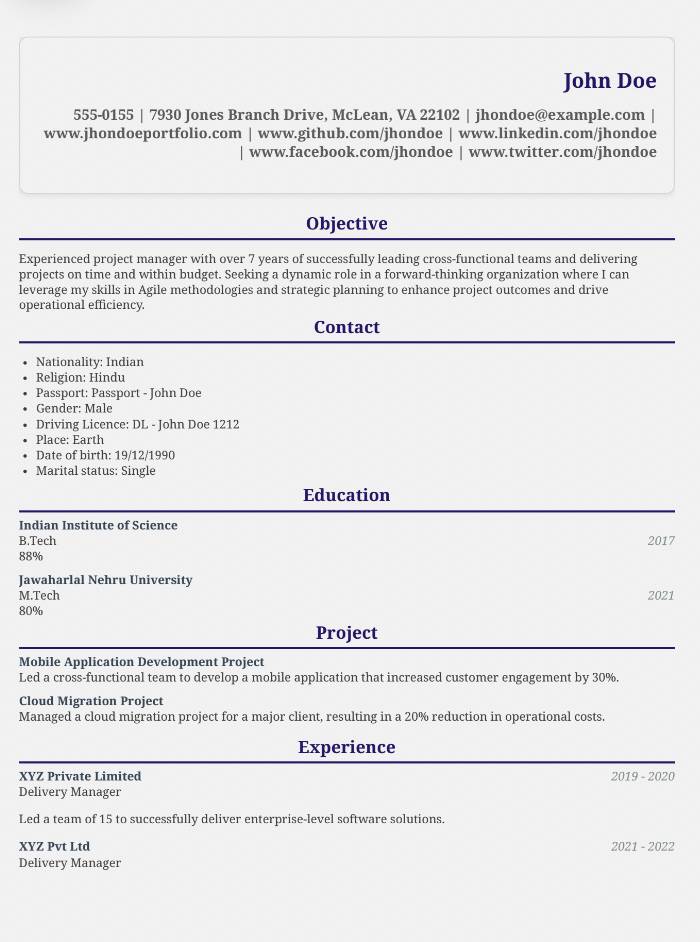 John Doe
555-0155 | 7930 Jones Branch Drive, McLean, VA 22102 | jhondoe@example.com |
www.jhondoeportfolio.com | www.github.com/jhondoe | www.linkedin.com/jhondoe
| www.facebook.com/jhondoe | www.twitter.com/jhondoe
Objective
Experienced project manager with over 7 years of successfully leading cross-functional teams and delivering
projects on time and within budget. Seeking a dynamic role in a forward-thinking organization where I can
leverage my skills in Agile methodologies and strategic planning to enhance project outcomes and drive
operational efficiency.
Contact
• Nationality: Indian
• Religion: Hindu
• Passport: Passport - John Doe
• Gender: Male
• Driving Licence: DL - John Doe 1212
• Place: Earth
• Date of birth: 19/12/1990
• Marital status: Single
Education
Indian Institute of Science
B.Tech 2017
88%
Jawaharlal Nehru University
M.Tech 2021
80%
Project
Mobile Application Development Project
Led a cross-functional team to develop a mobile application that increased customer engagement by 30%.
Cloud Migration Project
Managed a cloud migration project for a major client, resulting in a 20% reduction in operational costs.
Experience
XYZ Private Limited 2019 - 2020
Delivery Manager
Led a team of 15 to successfully deliver enterprise-level software solutions.
XYZ Pvt Ltd 2021 - 2022
Delivery Manager